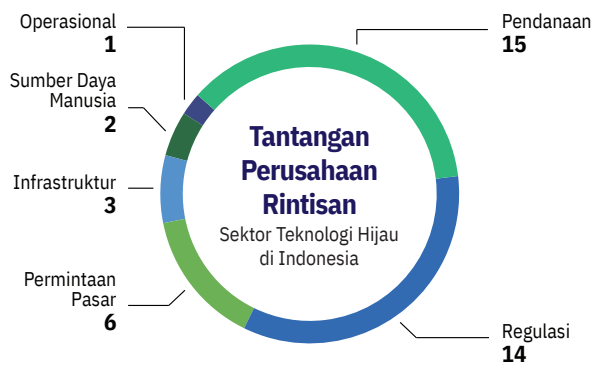 Operasional
1
Sumber Daya
Manusia
2
Infrastruktur
3
Permintaan
Pasar
6
Tantangan
Perusahaan
Rintisan
Sektor Teknologi Hijau
di Indonesia
Pendanaan
15
Regulasi
14